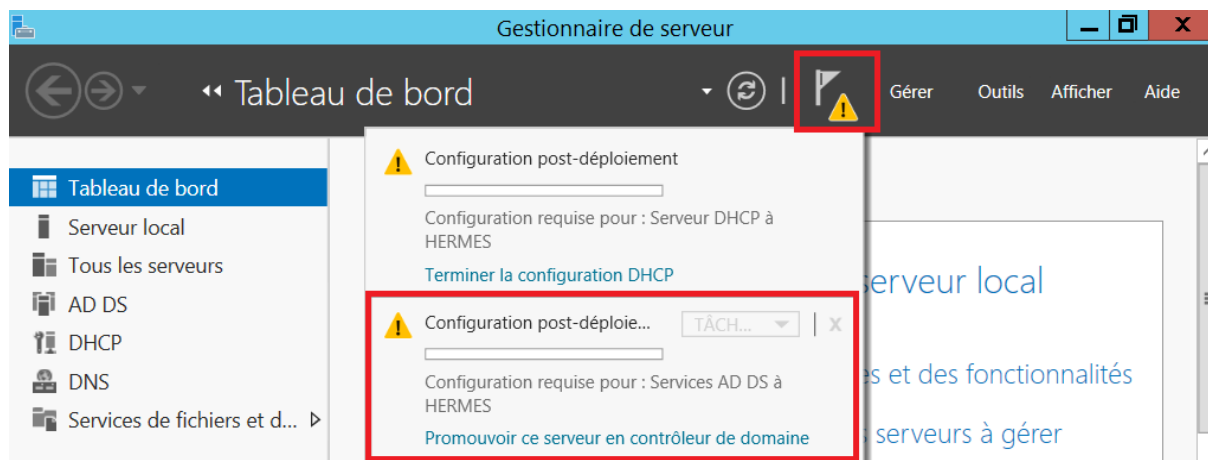 Gestionnaire de serveur
Tableau de bord
Gérer Outils Afficher Aide
Tableau de bord
Serveur local
Tous les serveurs
AD DS
DHCP
DNS
Services de fichiers et d...
Configuration post-déploiement
Configuration requise pour : Serveur DHCP à
HERMES
Terminer la configuration DHCP
Configuration post-déploie... TÂCH... X
Configuration requise pour : Services AD DS à
HERMES
Promouvoir ce serveur en contrôleur de domaine
serveur local
es et des fonctionnalités
serveurs à gérer